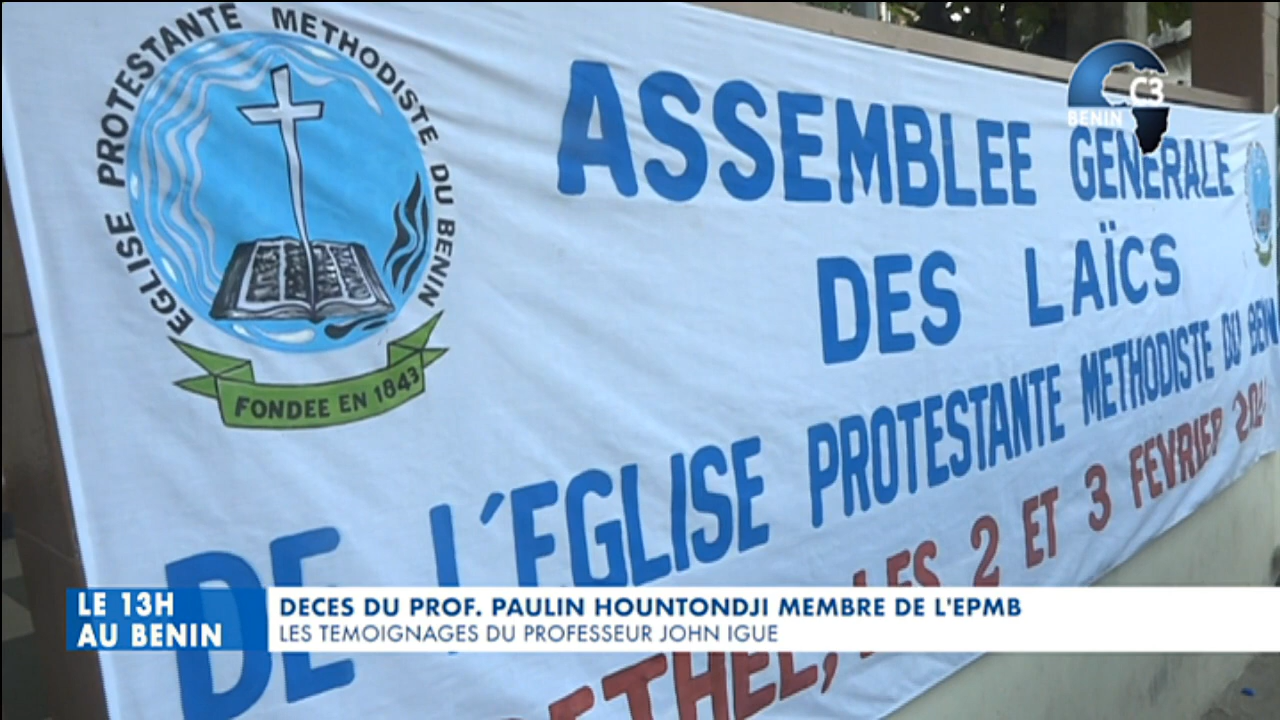 EGLISE PROTESTANTE METHODISTE DU BENIN
FONDEE EN 1843
ASSEMBLEE GENERALE
DES LAÏCS
DE L'EGLISE PROTESTANTE METHODISTE DU BENIN
LES 2 ET 3 FEVRIER
C3
BENIN
LE 13H
AU BENIN
DECES DU PROF. PAULIN HOUNTONDJI MEMBRE DE L'EPMB
LES TEMOIGNAGES DU PROFESSEUR JOHN IGUE